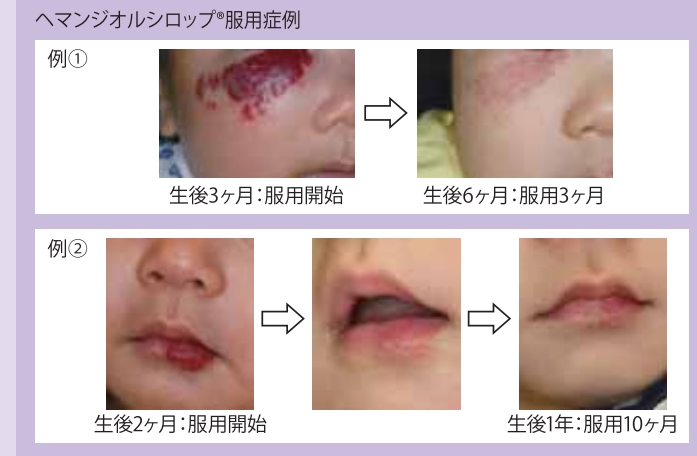 ヘマンジオルシロップ®服用症例
例①
生後3ヶ月：服用開始
生後6ヶ月：服用3ヶ月
例②
生後2ヶ月：服用開始
生後1年：服用10ヶ月